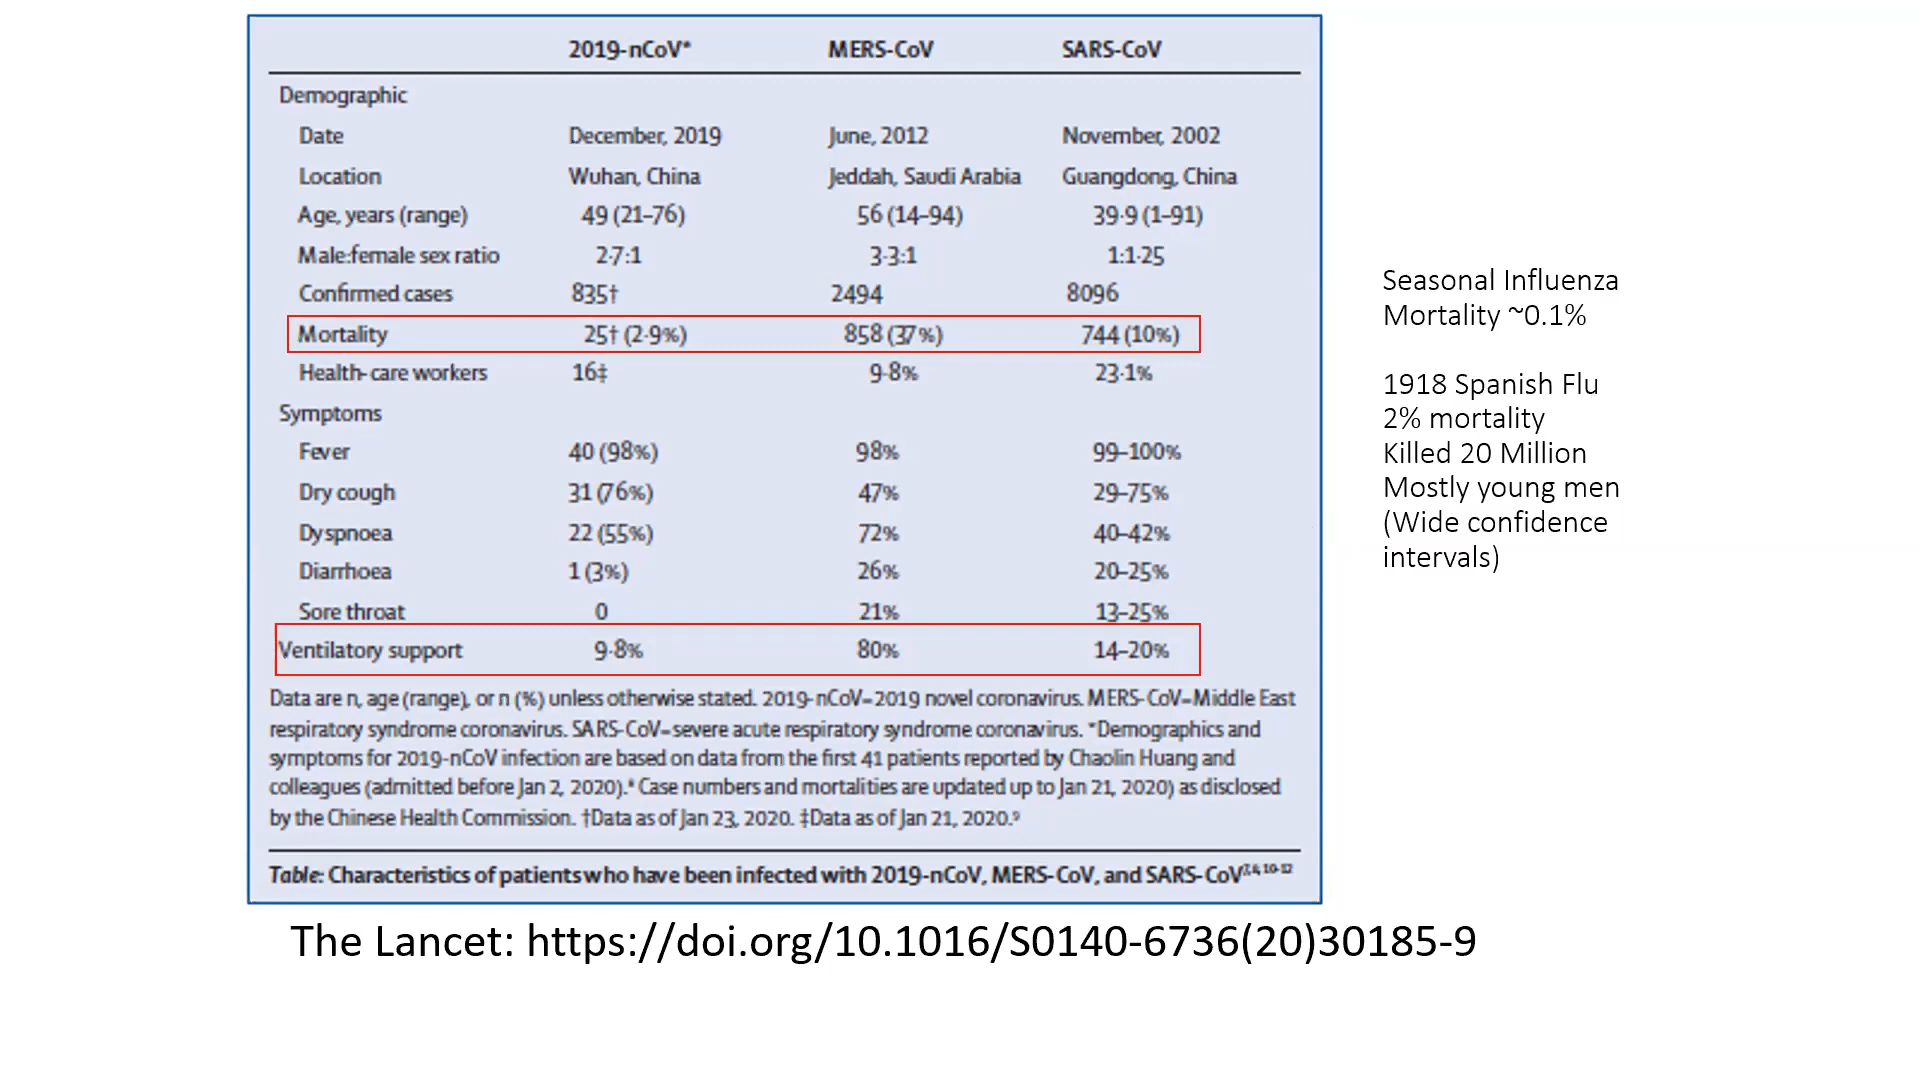 2019-nCoV* MERS-CoV SARS-CoV
Demographic
Date December, 2019 June, 2012 November, 2002
Location Wuhan, China Jeddah, Saudi Arabia Guangdong, China
Age, years (range) 49 (21–76) 56 (14–94) 39·9 (1–91)
Male:female sex ratio 2·7:1 3·3:1 1:1·25
Confirmed cases 835† 2494 8096
Mortality 25† (2·9%) 858 (37%) 744 (10%)
Health-care workers 16‡ 9·8% 23·1%
Symptoms
Fever 40 (98%) 98% 99–100%
Dry cough 31 (76%) 47% 29–75%
Dyspnoea 22 (55%) 72% 40–42%
Diarrhoea 1 (3%) 26% 20–25%
Sore throat 0 21% 13–25%
Ventilatory support 9·8% 80% 14–20%
Data are n, age (range), or n (%) unless otherwise stated. 2019-nCoV=2019 novel coronavirus. MERS-CoV=Middle East
respiratory syndrome coronavirus. SARS-CoV=severe acute respiratory syndrome coronavirus. *Demographics and
symptoms for 2019-nCoV infection are based on data from the first 41 patients reported by Chaolin Huang and
colleagues (admitted before Jan 2, 2020). Case numbers and mortalities are updated up to Jan 21, 2020) as disclosed
by the Chinese Health Commission. †Data as of Jan 23, 2020. ‡Data as of Jan 21, 2020.⁹
Table: Characteristics of patients who have been infected with 2019-nCoV, MERS-CoV, and SARS-CoV
Seasonal Influenza
Mortality ~0.1%
1918 Spanish Flu
2% mortality
Killed 20 Million
Mostly young men
(Wide confidence
intervals)
The Lancet: https://doi.org/10.1016/S0140-6736(20)30185-9